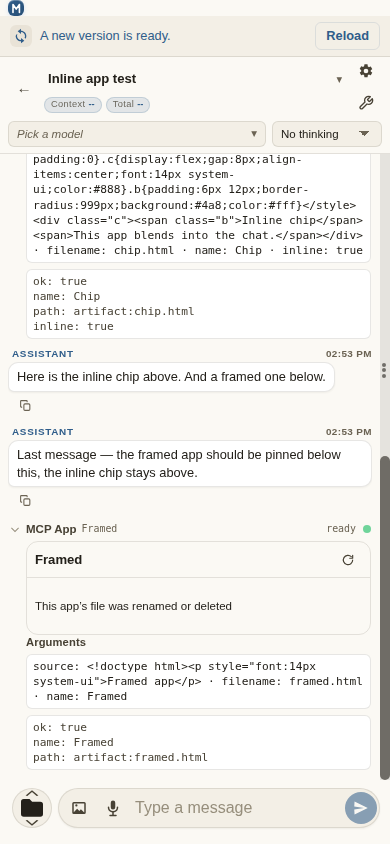 M
A new version is ready.
Reload
←
Inline app test
▼
Context --
Total --
Pick a model
▼
No thinking
padding:0}.c{display:flex;gap:8px;align-
items:center;font:14px system-
ui;color:#888}.b{padding:6px 12px;border-
radius:999px;background:#4a8;color:#fff}</style>
<div class="c"><span class="b">Inline chip</span>
<span>This app blends into the chat.</span></div>
· filename: chip.html · name: Chip · inline: true
ok: true
name: Chip
path: artifact:chip.html
inline: true
ASSISTANT
02:53 PM
Here is the inline chip above. And a framed one below.
ASSISTANT
02:53 PM
Last message — the framed app should be pinned below
this, the inline chip stays above.
MCP App Framed
ready
Framed
This app's file was renamed or deleted
Arguments
source: <!doctype html><p style="font:14px
system-ui">Framed app</p> · filename: framed.html
· name: Framed
ok: true
name: Framed
path: artifact:framed.html
Type a message